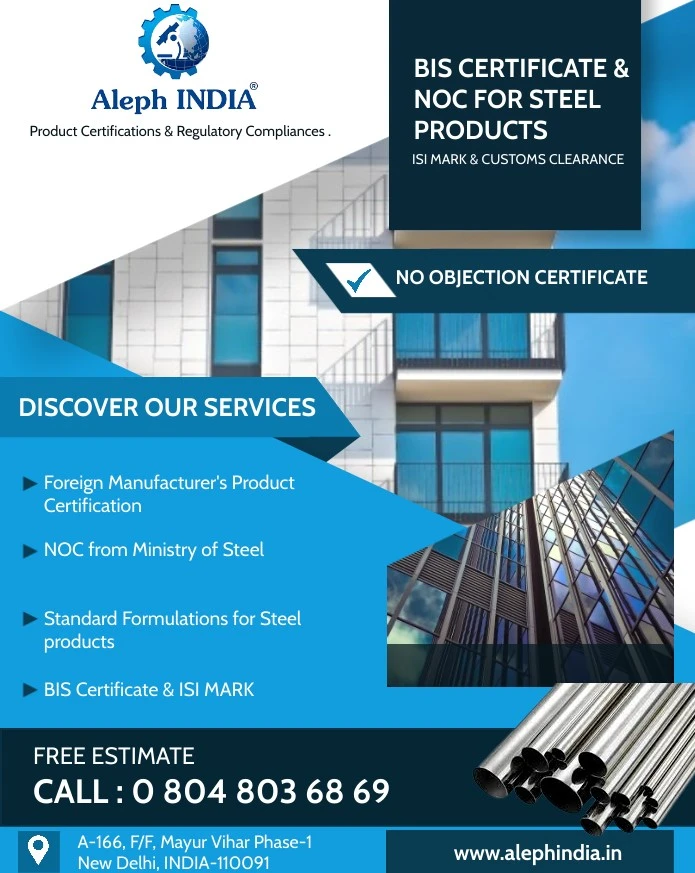 Aleph INDIA®
Product Certifications & Regulatory Compliances .
BIS CERTIFICATE &
NOC FOR STEEL
PRODUCTS
ISI MARK & CUSTOMS CLEARANCE
NO OBJECTION CERTIFICATE
DISCOVER OUR SERVICES
Foreign Manufacturer's Product
Certification
NOC from Ministry of Steel
Standard Formulations for Steel
products
BIS Certificate & ISI MARK
FREE ESTIMATE
CALL : 0 804 803 68 69
A-166, F/F, Mayur Vihar Phase-1
New Delhi, INDIA-110091
www.alephindia.in